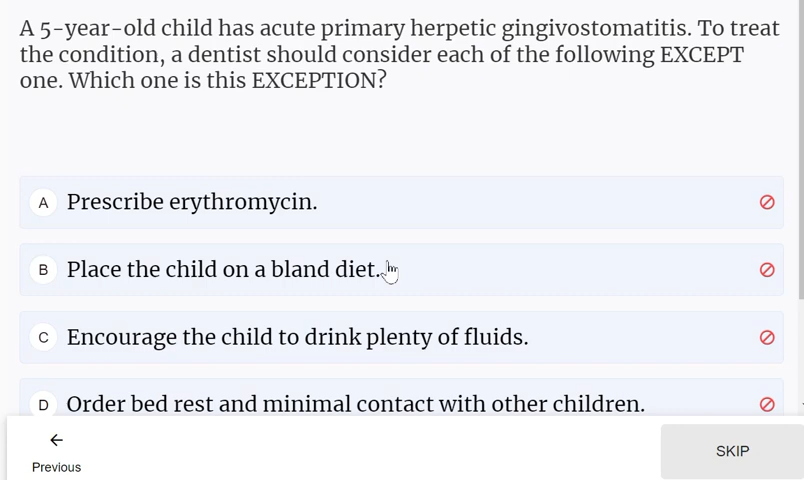 A 5-year-old child has acute primary herpetic gingivostomatitis. To treat
the condition, a dentist should consider each of the following EXCEPT
one. Which one is this EXCEPTION?
A Prescribe erythromycin.
B Place the child on a bland diet.
C Encourage the child to drink plenty of fluids.
D Order bed rest and minimal contact with other children.
Previous
SKIP